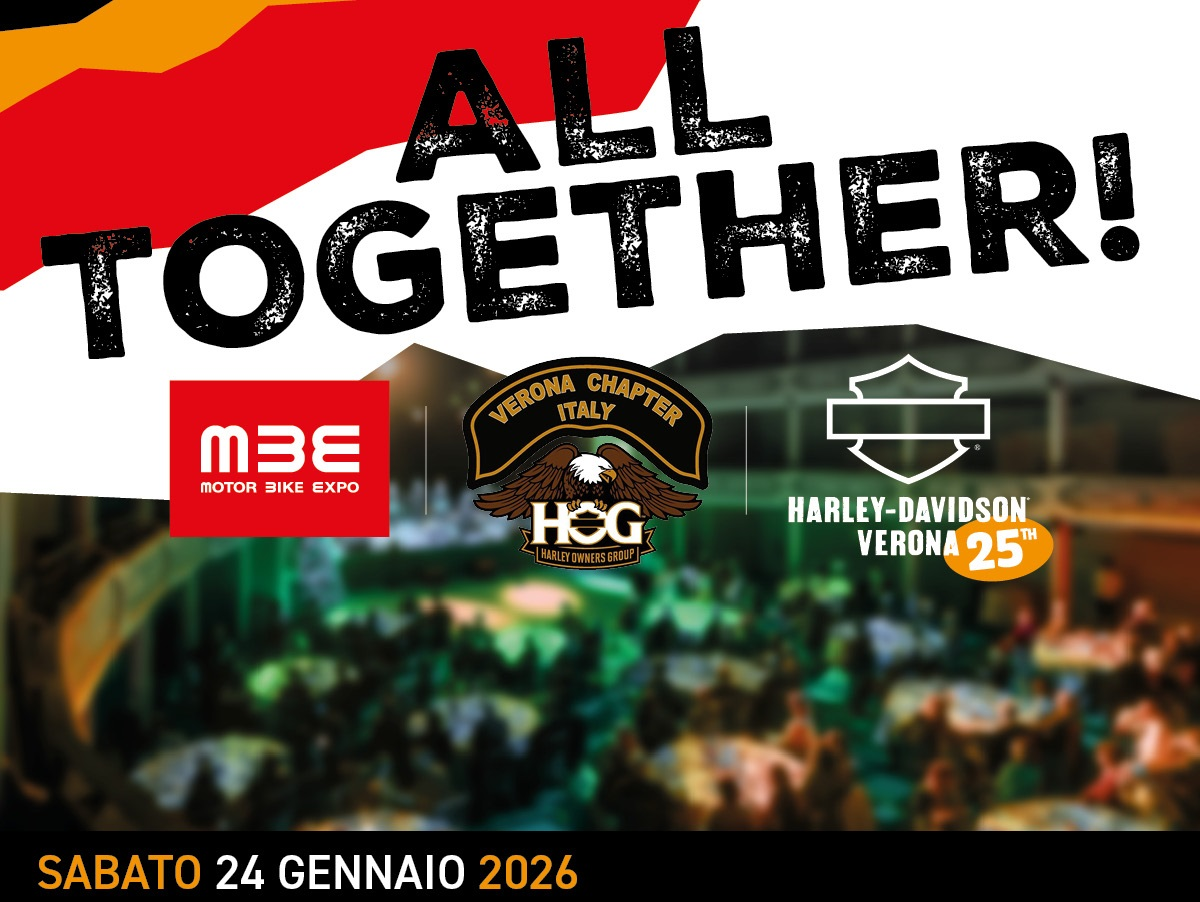 ALL
TOGETHER!
MBE
MOTOR BIKE EXPO
VERONA CHAPTER
ITALY
HOG
HARLEY OWNERS GROUP
®
HARLEY-DAVIDSON®
VERONA 25TH
SABATO 24 GENNAIO 2026